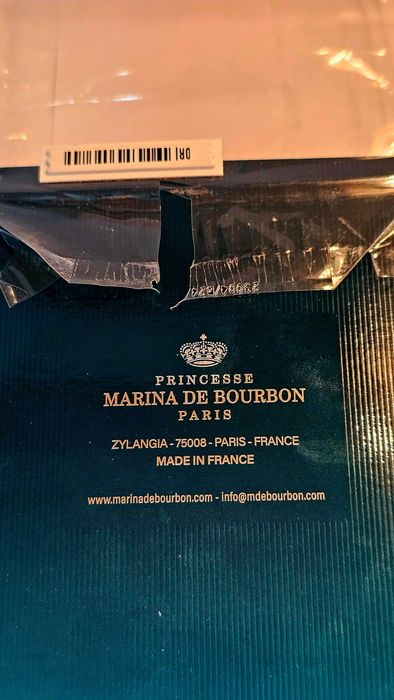 PRINCESSE
MARINA DE BOURBON
PARIS
ZYLANGIA - 75008 - PARIS - FRANCE
MADE IN FRANCE
www.marinadebourbon.com - info@mdebourbon.com